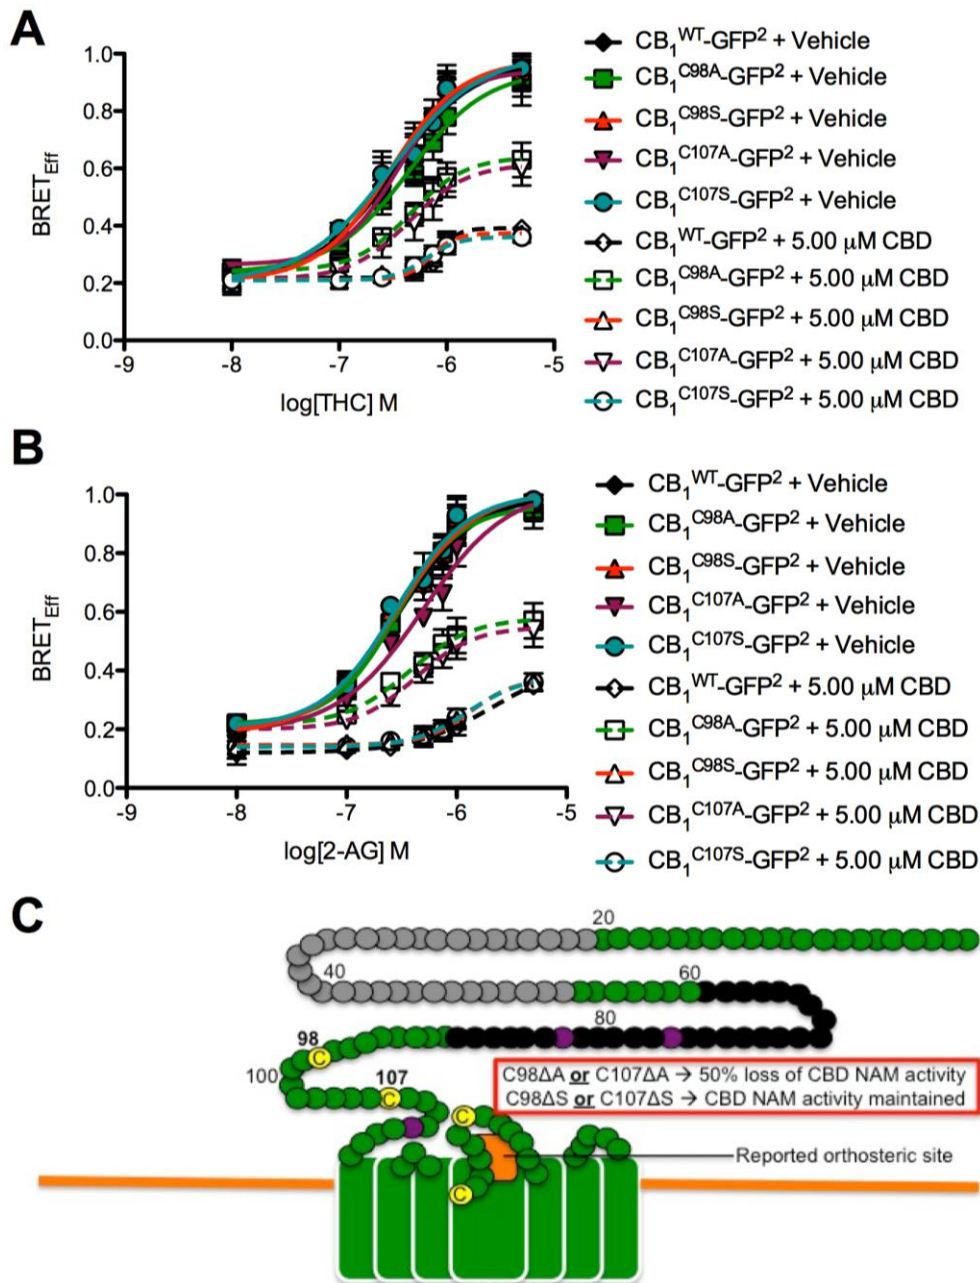 A
CB₁ᵂᵀ-GFP² + Vehicle
CB₁ᶜ⁹⁸ᴬ-GFP² + Vehicle
CB₁ᶜ⁹⁸ˢ-GFP² + Vehicle
CB₁ᶜ¹⁰⁷ᴬ-GFP² + Vehicle
CB₁ᶜ¹⁰⁷ˢ-GFP² + Vehicle
CB₁ᵂᵀ-GFP² + 5.00 μM CBD
CB₁ᶜ⁹⁸ᴬ-GFP² + 5.00 μM CBD
CB₁ᶜ⁹⁸ˢ-GFP² + 5.00 μM CBD
CB₁ᶜ¹⁰⁷ᴬ-GFP² + 5.00 μM CBD
CB₁ᶜ¹⁰⁷ˢ-GFP² + 5.00 μM CBD
1.0
0.8
0.6
0.4
0.2
0.0
BRET_Eff
-9 -8 -7 -6 -5
log[THC] M
B
CB₁ᵂᵀ-GFP² + Vehicle
CB₁ᶜ⁹⁸ᴬ-GFP² + Vehicle
CB₁ᶜ⁹⁸ˢ-GFP² + Vehicle
CB₁ᶜ¹⁰⁷ᴬ-GFP² + Vehicle
CB₁ᶜ¹⁰⁷ˢ-GFP² + Vehicle
CB₁ᵂᵀ-GFP² + 5.00 μM CBD
CB₁ᶜ⁹⁸ᴬ-GFP² + 5.00 μM CBD
CB₁ᶜ⁹⁸ˢ-GFP² + 5.00 μM CBD
CB₁ᶜ¹⁰⁷ᴬ-GFP² + 5.00 μM CBD
CB₁ᶜ¹⁰⁷ˢ-GFP² + 5.00 μM CBD
1.0
0.8
0.6
0.4
0.2
0.0
BRET_Eff
-9 -8 -7 -6 -5
log[2-AG] M
C
20
40
60
80
98
C
100
107
C
C98ΔA or C107ΔA → 50% loss of CBD NAM activity
C98ΔS or C107ΔS → CBD NAM activity maintained
C
Reported orthosteric site
C